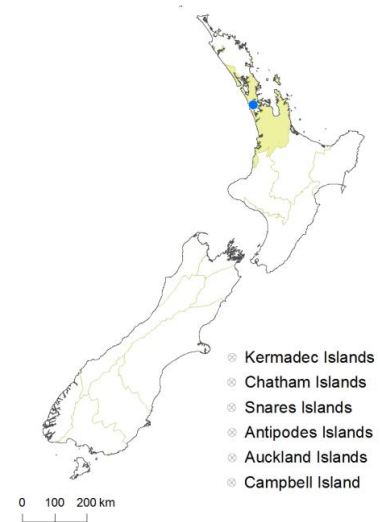 Kermadec Islands
Chatham Islands
Snares Islands
Antipodes Islands
Auckland Islands
Campbell Island
0 100 200 km